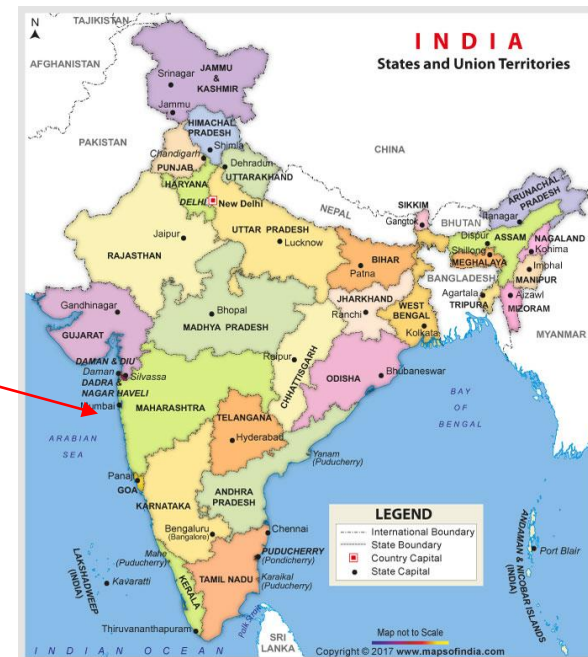 TAJIKISTAN
N
INDIA
States and Union Territories
AFGHANISTAN
JAMMU
&
KASHMIR
Srinagar
Jammu
HIMACHAL
PRADESH
Shimla
PAKISTAN
CHINA
Chandigarh
PUNJAB
Dehradun
UTTARAKHAND
HARYANA
DELHI
New Delhi
NEPAL
SIKKIM
Gangtok
BHUTAN
ARUNACHAL
PRADESH
Itanagar
Jaipur
RAJASTHAN
UTTAR PRADESH
Lucknow
Dispur
ASSAM
NAGALAND
Kohima
Shillong
MEGHALAYA
BIHAR
Patna
Imphal
MANIPUR
BANGLADESH
Agartala
TRIPURA
Aizawl
MIZORAM
Gandhinagar
GUJARAT
Bhopal
MADHYA PRADESH
JHARKHAND
Ranchi
WEST
BENGAL
Kolkata
MYANMAR
DAMAN & DIU
Daman
Silvassa
DADRA &
NAGAR HAVELI
Mumbai
MAHARASHTRA
Raipur
CHHATTISGARH
ODISHA
Bhubaneswar
TELANGANA
Hyderabad
BAY
OF
BENGAL
ARABIAN
SEA
Yanam
(Puducherry)
Panaji
GOA
KARNATAKA
ANDHRA
PRADESH
Bengaluru
(Bangalore)
Chennai
LEGEND
International Boundary
State Boundary
Country Capital
State Capital
Mahe
(Puducherry)
PUDUCHERRY
(Pondicherry)
Karaikal
(Puducherry)
TAMIL NADU
KERALA
LAKSHADWEEP
(INDIA)
Kavaratti
ANDAMAN & NICOBAR ISLANDS
(INDIA)
Port Blair
Thiruvananthapuram
Palk Strait
SRI
LANKA
INDIAN OCEAN
Map not to Scale
Copyright © 2017 www.mapsofindia.com